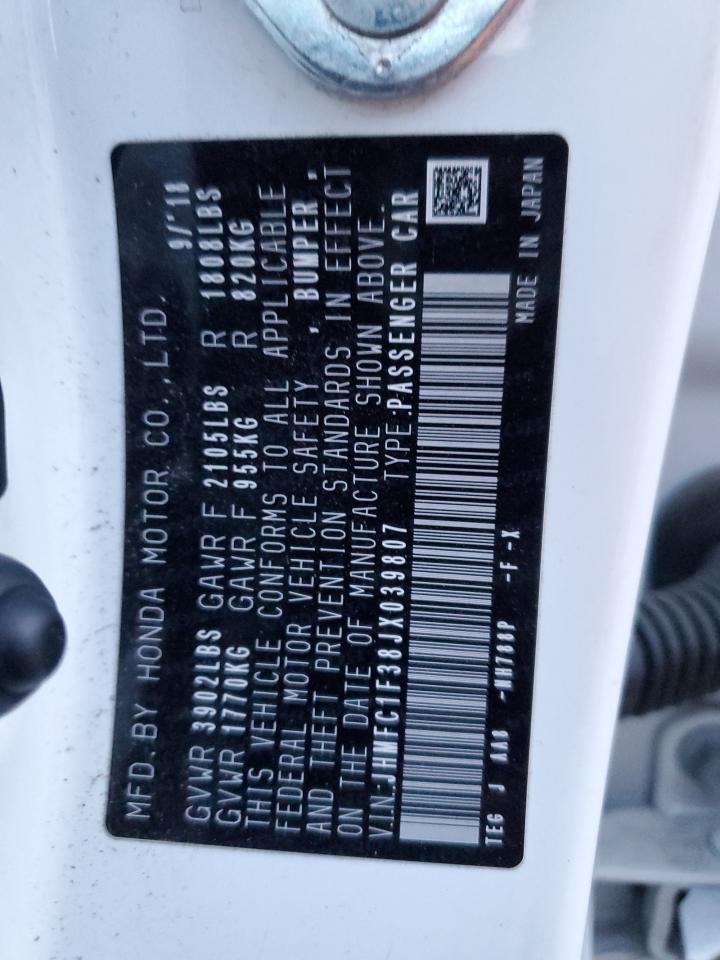 MFD. BY HONDA MOTOR CO., LTD. 9/'18
GVWR 3902LBS GAWR F 2105LBS R 1808LBS
GVWR 1770KG GAWR F 955KG R 820KG
THIS VEHICLE CONFORMS TO ALL APPLICABLE
FEDERAL MOTOR VEHICLE SAFETY , BUMPER ,
AND THEFT PREVENTION STANDARDS IN EFFECT
ON THE DATE OF MANUFACTURE SHOWN ABOVE.
V.I.N.:JHMFC1F38JX039807 TYPE:PASSENGER CAR
TEG J AA8 -NH788P -F -X MADE IN JAPAN